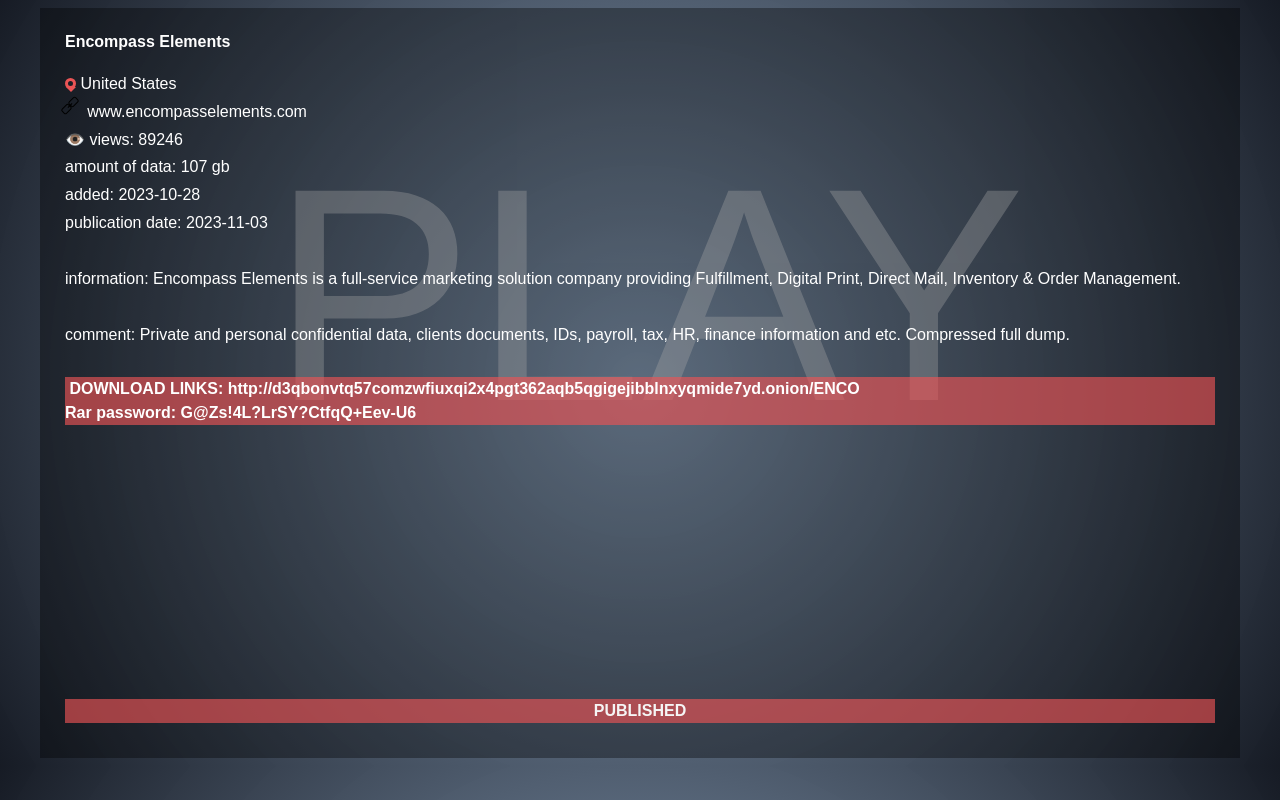 Encompass Elements
United States
www.encompasselements.com
views: 89246
amount of data: 107 gb
added: 2023-10-28
publication date: 2023-11-03
PLAY
information: Encompass Elements is a full-service marketing solution company providing Fulfillment, Digital Print, Direct Mail, Inventory & Order Management.
comment: Private and personal confidential data, clients documents, IDs, payroll, tax, HR, finance information and etc. Compressed full dump.
DOWNLOAD LINKS: http://d3qbonvtq57comzwfiuxqi2x4pgt362aqb5qgigejibblnxyqmide7yd.onion/ENCO
Rar password: G@Zs!4L?LrSY?CtfqQ+Eev-U6
PUBLISHED